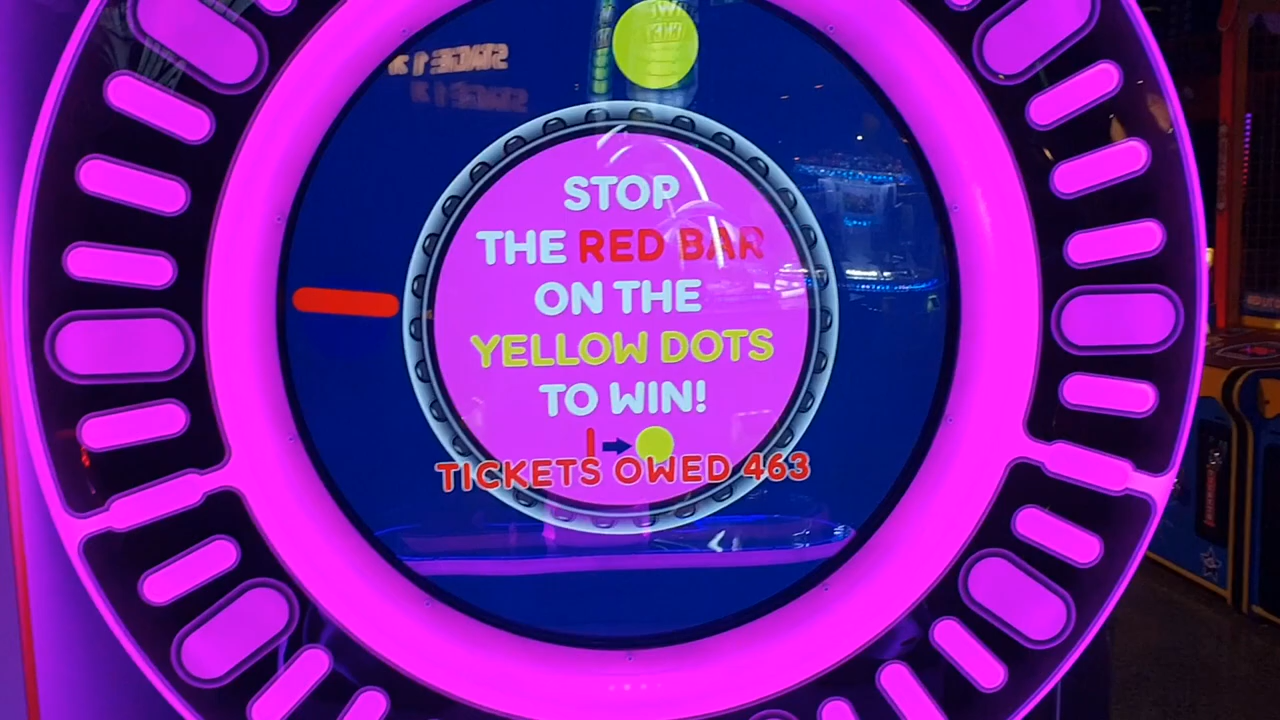 STOP
THE RED BAR
ON THE
YELLOW DOTS
TO WIN!
TICKETS OWED 463